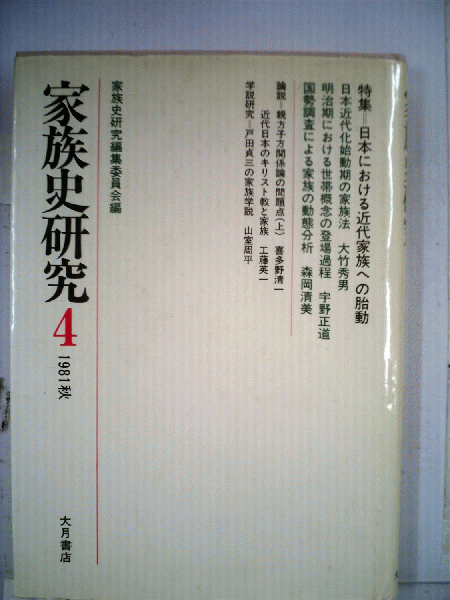 特集=日本における近代家族への胎動
日本近代化始動期の家族法 大竹秀男
明治期における世帯概念の登場過程 宇野正道
国勢調査による家族の動態分析 森岡清美
論説=親方子方関係論の問題点(上) 喜多野清一
近代日本のキリスト教と家族 工藤英一
学説研究=戸田貞三の家族学説 山室周平
家族史研究編集委員会編
家族史研究4
1981秋
大月書店